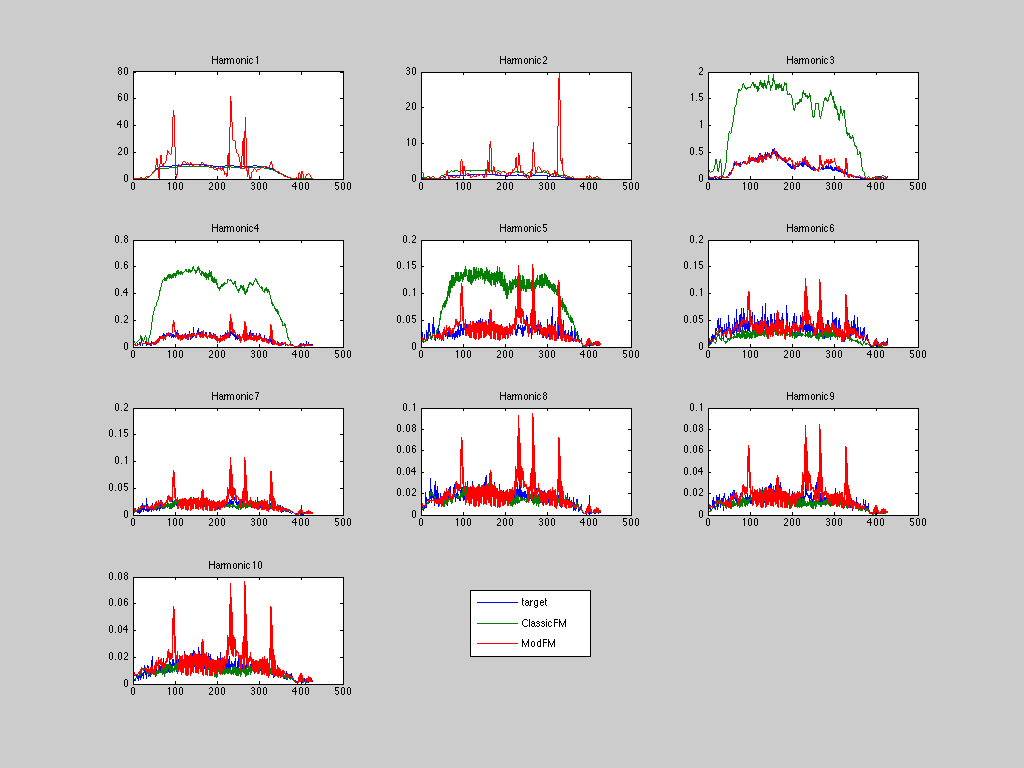 Harmonic1 Harmonic2 Harmonic3
80 30 2
60 20 1.5
40 10 1
20 0 0.5
0 0
0 100 200 300 400 500 0 100 200 300 400 500 0 100 200 300 400 500
Harmonic4 Harmonic5 Harmonic6
0.8 0.2 0.2
0.6 0.15 0.15
0.4 0.1 0.1
0.2 0.05 0.05
0 0 0
0 100 200 300 400 500 0 100 200 300 400 500 0 100 200 300 400 500
Harmonic7 Harmonic8 Harmonic9
0.2 0.1 0.1
0.15 0.08 0.08
0.1 0.06 0.06
0.05 0.04 0.04
0 0.02 0.02
0 0
0 100 200 300 400 500 0 100 200 300 400 500 0 100 200 300 400 500
Harmonic10
0.08
0.06
0.04
0.02
0
0 100 200 300 400 500
target
ClassicFM
ModFM